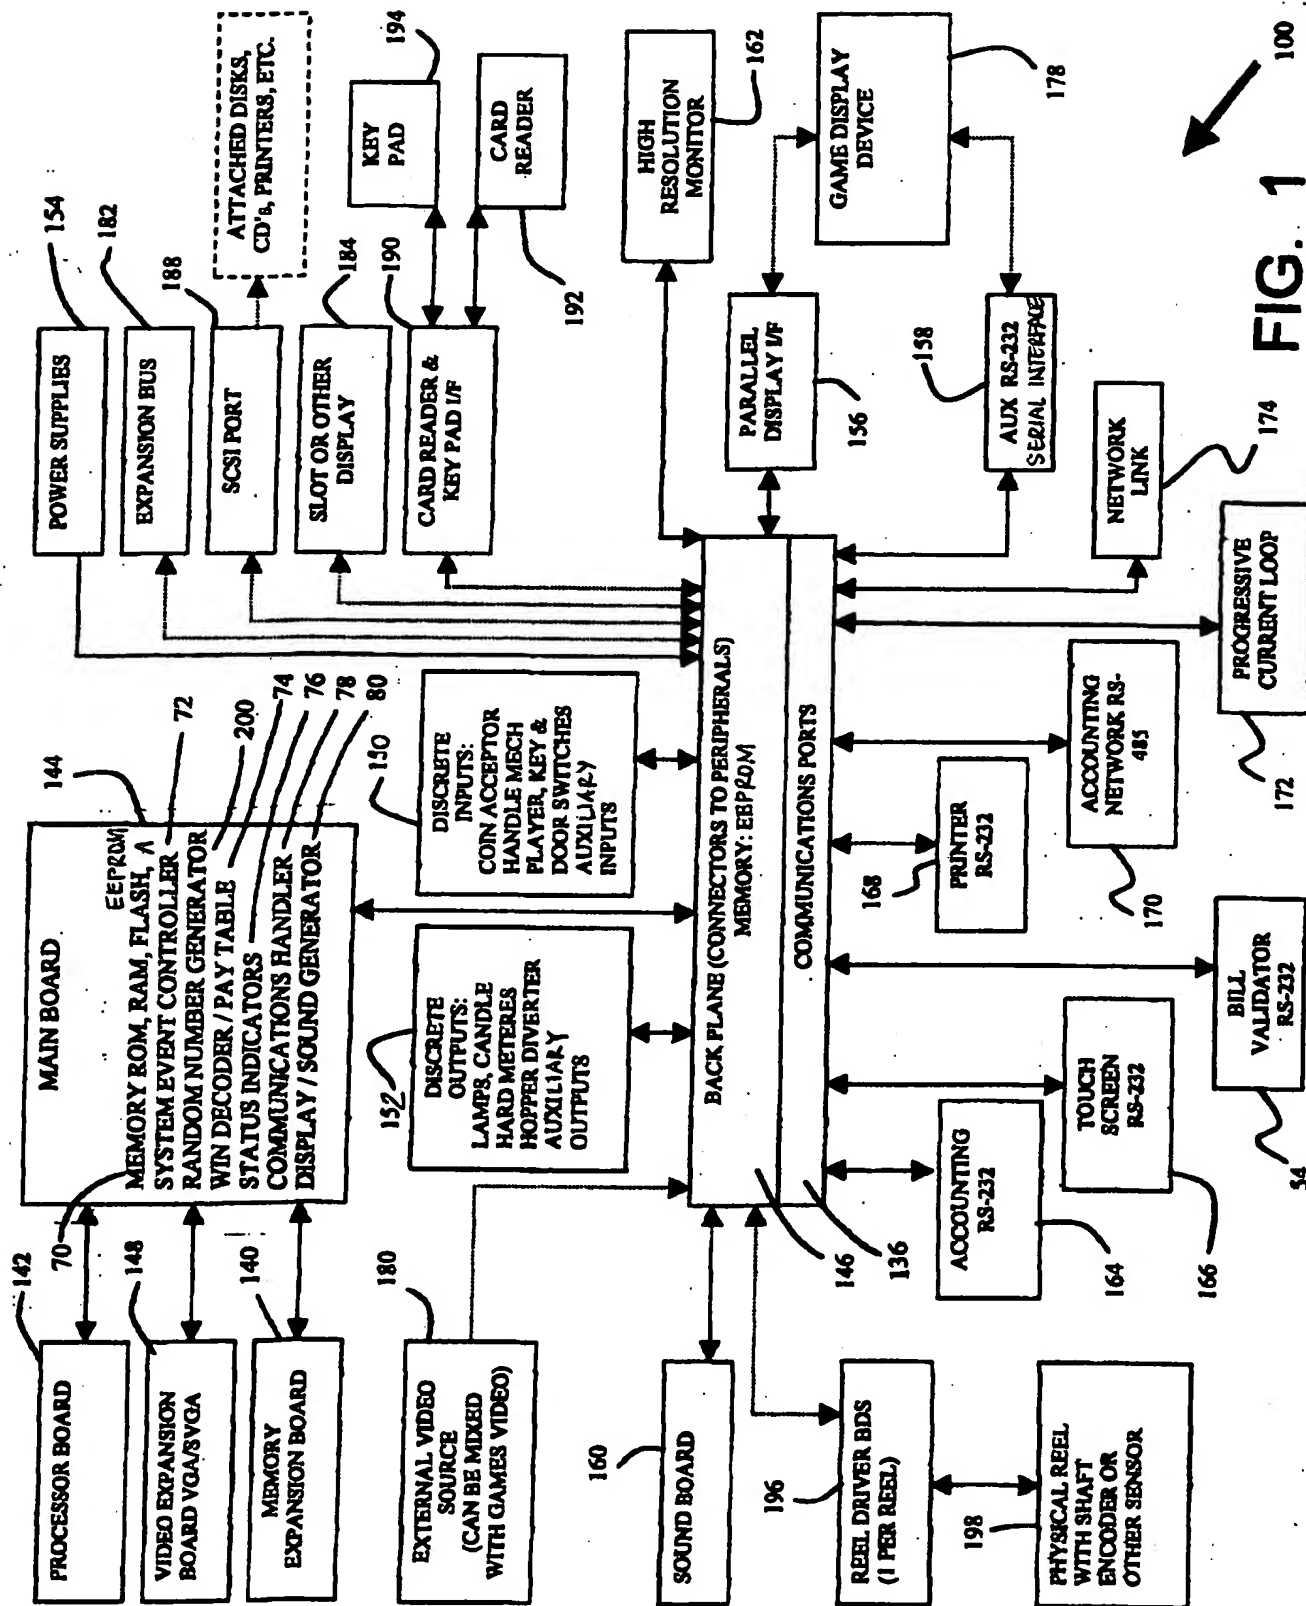 PROCESSOR BOARD
142
VIDEO EXPANSION
BOARD VGA/SVGA
148
MEMORY
EXPANSION BOARD
140
MAIN BOARD
144
EEPROM
MEMORY ROM, RAM, FLASH, Λ
70
SYSTEM EVENT CONTROLLER
72
RANDOM NUMBER GENERATOR
200
WIN DECODER / PAY TABLE
74
STATUS INDICATORS
76
COMMUNICATIONS HANDLER
78
DISPLAY / SOUND GENERATOR
80
POWER SUPPLIES
154
EXPANSION BUS
182
SCSI PORT
188
ATTACHED DISKS,
CD's, PRINTERS, ETC.
SLOT OR OTHER
DISPLAY
184
CARD READER &
KEY PAD I/F
190
KEY
PAD
194
CARD
READER
192
EXTERNAL VIDEO
SOURCE
(CAN BE MIXED
WITH GAMES VIDEO)
180
DISCRETE
OUTPUTS:
LAMPS, CANDLE
HARD METERES
HOPPER DIVERTER
AUXILIARY
OUTPUTS
152
DISCRETE
INPUTS:
COIN ACCEPTOR
HANDLE MECH
PLAYER, KEY &
DOOR SWITCHES
AUXILIARY
INPUTS
150
HIGH
RESOLUTION
MONITOR
162
SOUND BOARD
160
BACK PLANE (CONNECTORS TO PERIPHERALS)
MEMORY: EEPROM
146
COMMUNICATIONS PORTS
136
PARALLEL
DISPLAY I/F
156
GAME DISPLAY
DEVICE
178
REEL DRIVER BDS
(1 PER REEL)
196
PHYSICAL REEL
WITH SHAFT
ENCODER OR
OTHER SENSOR
198
ACCOUNTING
RS-232
164
TOUCH
SCREEN
RS-232
166
BILL
VALIDATOR
RS-232
54
PRINTER
RS-232
168
ACCOUNTING
NETWORK RS-
485
170
PROGRESSIVE
CURRENT LOOP
172
NETWORK
LINK
174
AUX RS-232
SERIAL INTERFACE
158
FIG. 1
100